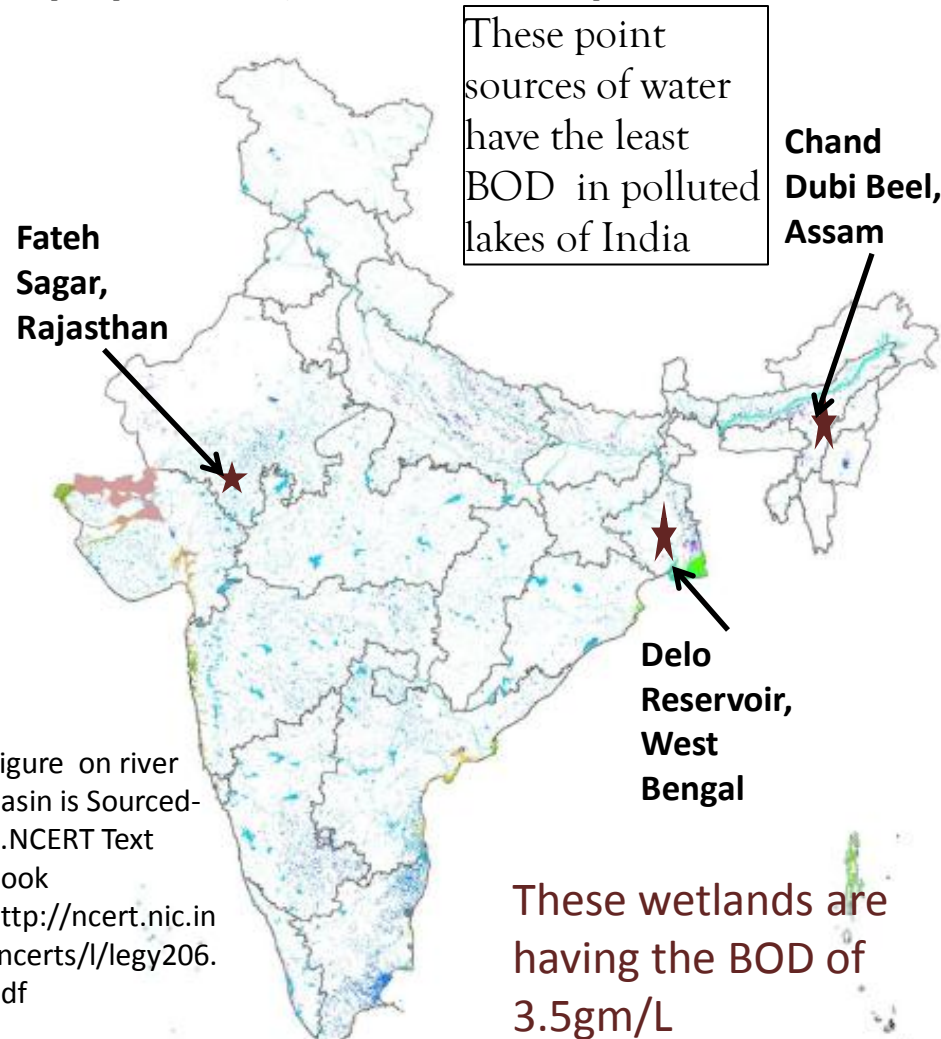 These point
sources of water
have the least
BOD in polluted
lakes of India
Chand
Dubi Beel,
Assam
Fateh
Sagar,
Rajasthan
Delo
Reservoir,
West
Bengal
igure on river
asin is Sourced-
.NCERT Text
ook
ttp://ncert.nic.in
ncerts/l/legy206.
df
These wetlands are
having the BOD of
3.5gm/L